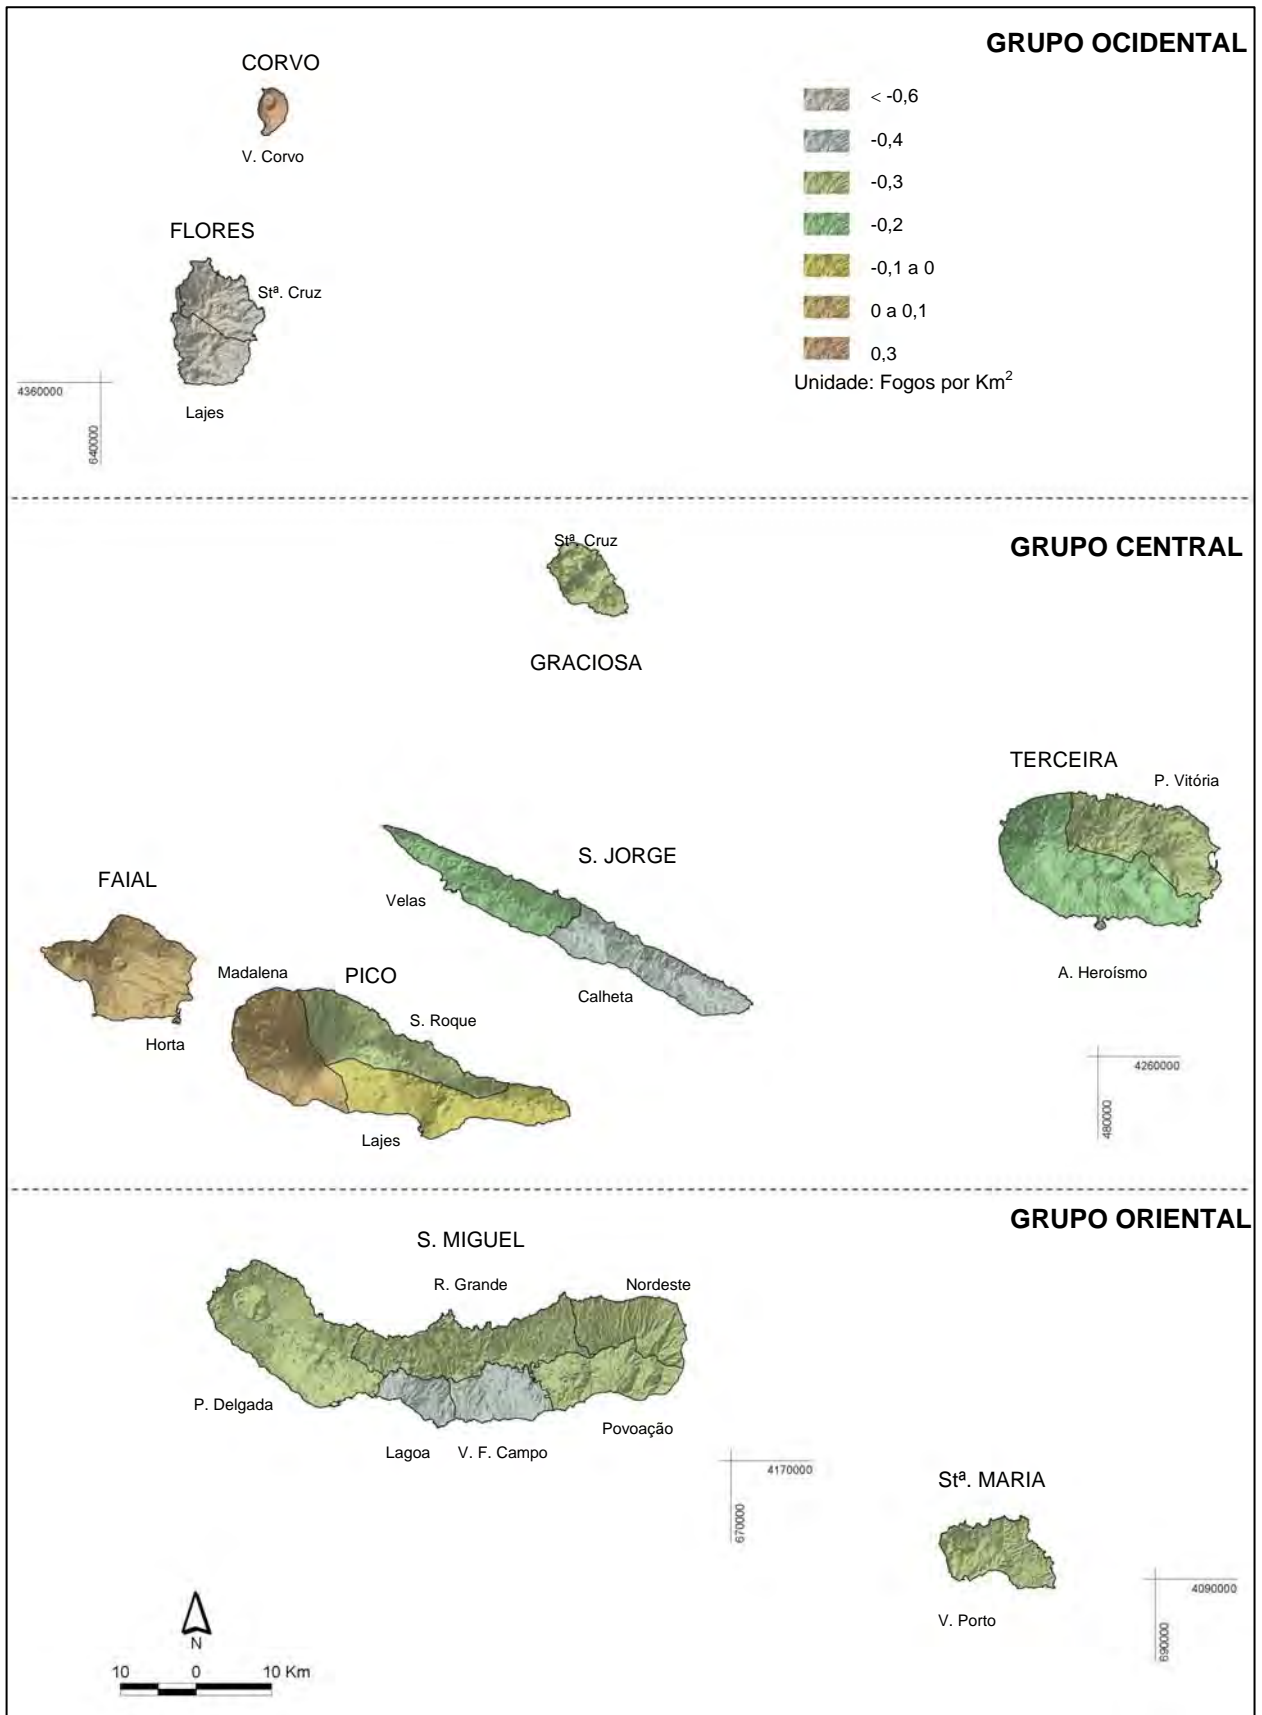 GRUPO OCIDENTAL
CORVO
V. Corvo
FLORES
Stª. Cruz
Lajes
4360000
640000
< -0,6
-0,4
-0,3
-0,2
-0,1 a 0
0 a 0,1
0,3
Unidade: Fogos por Km²
GRUPO CENTRAL
Stª. Cruz
GRACIOSA
TERCEIRA
P. Vitória
A. Heroísmo
S. JORGE
Velas
Calheta
FAIAL
Horta
Madalena
PICO
S. Roque
Lajes
4260000
480000
GRUPO ORIENTAL
S. MIGUEL
R. Grande
Nordeste
P. Delgada
Lagoa
V. F. Campo
Povoação
4170000
670000
Stª. MARIA
V. Porto
4090000
690000
N
10 0 10 Km